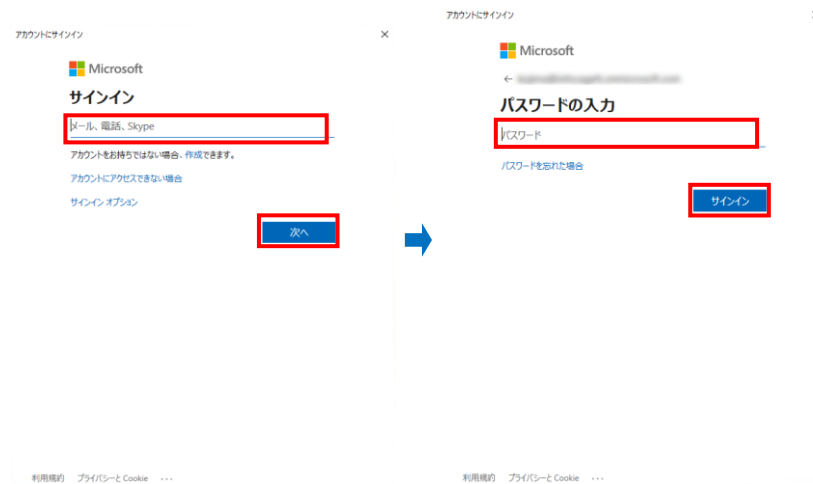 アカウントにサインイン
Microsoft
サインイン
メール、電話、Skype
アカウントをお持ちではない場合、作成できます。
アカウントにアクセスできない場合
サインイン オプション
次へ
利用規約 プライバシーと Cookie ...
アカウントにサインイン
Microsoft
パスワードの入力
パスワード
パスワードを忘れた場合
サインイン
利用規約 プライバシーと Cookie ...